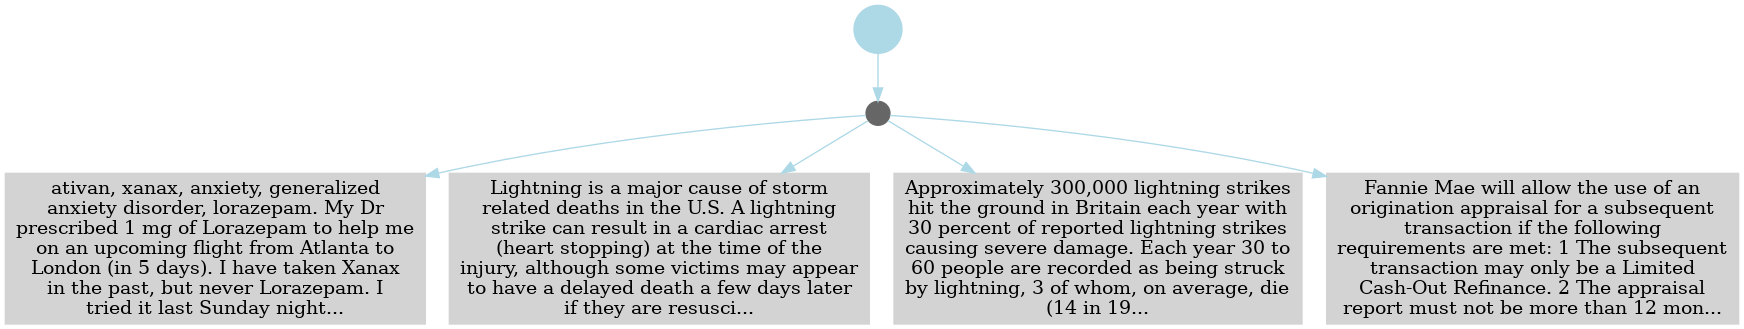 ativan, xanax, anxiety, generalized
anxiety disorder, lorazepam. My Dr
prescribed 1 mg of Lorazepam to help me
on an upcoming flight from Atlanta to
London (in 5 days). I have taken Xanax
in the past, but never Lorazepam. I
tried it last Sunday night...
Lightning is a major cause of storm
related deaths in the U.S. A lightning
strike can result in a cardiac arrest
(heart stopping) at the time of the
injury, although some victims may appear
to have a delayed death a few days later
if they are resusci...
Approximately 300,000 lightning strikes
hit the ground in Britain each year with
30 percent of reported lightning strikes
causing severe damage. Each year 30 to
60 people are recorded as being struck
by lightning, 3 of whom, on average, die
(14 in 19...
Fannie Mae will allow the use of an
origination appraisal for a subsequent
transaction if the following
requirements are met: 1 The subsequent
transaction may only be a Limited
Cash-Out Refinance. 2 The appraisal
report must not be more than 12 mon...